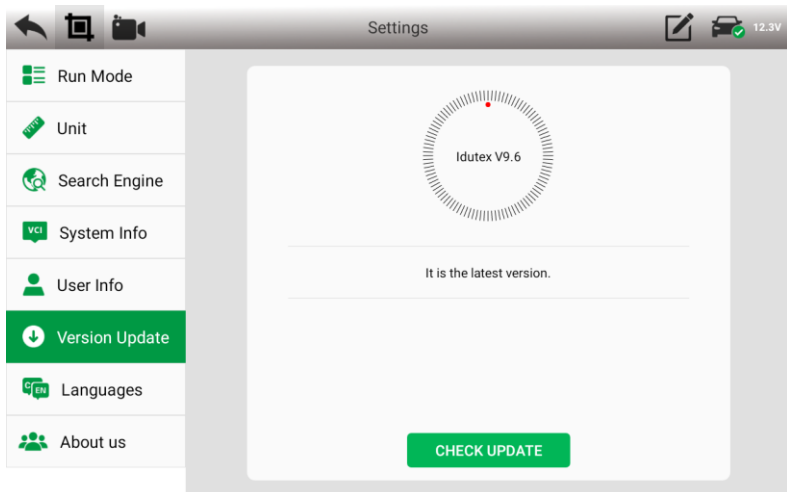 Settings
12.3V
Run Mode
Unit
Search Engine
VCI
System Info
User Info
Version Update
C EN
Languages
About us
Idutex V9.6
It is the latest version.
CHECK UPDATE